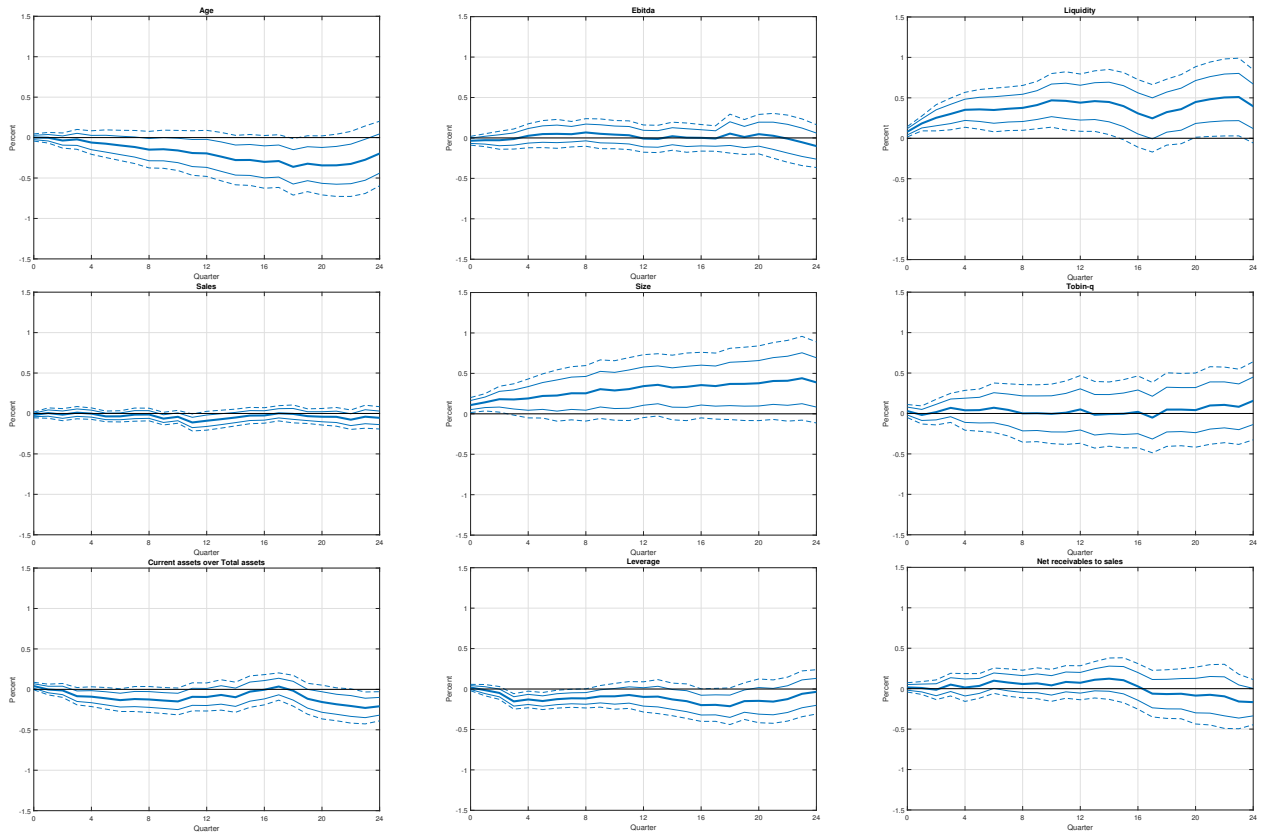 Age
1.5
1
0.5
0
-0.5
-1
-1.5
Percent
0 4 8 12 16 20 24
Quarter
Ebitda
1.5
1
0.5
0
-0.5
-1
-1.5
Percent
0 4 8 12 16 20 24
Quarter
Liquidity
1.5
1
0.5
0
-0.5
-1
-1.5
Percent
0 4 8 12 16 20 24
Quarter
Sales
1.5
1
0.5
0
-0.5
-1
-1.5
Percent
0 4 8 12 16 20 24
Quarter
Size
1.5
1
0.5
0
-0.5
-1
-1.5
Percent
0 4 8 12 16 20 24
Quarter
Tobin-q
1.5
1
0.5
0
-0.5
-1
-1.5
Percent
0 4 8 12 16 20 24
Quarter
Current assets over Total assets
1.5
1
0.5
0
-0.5
-1
-1.5
Percent
0 4 8 12 16 20 24
Quarter
Leverage
1.5
1
0.5
0
-0.5
-1
-1.5
Percent
0 4 8 12 16 20 24
Quarter
Net receivables to sales
1.5
1
0.5
0
-0.5
-1
-1.5
Percent
0 4 8 12 16 20 24
Quarter